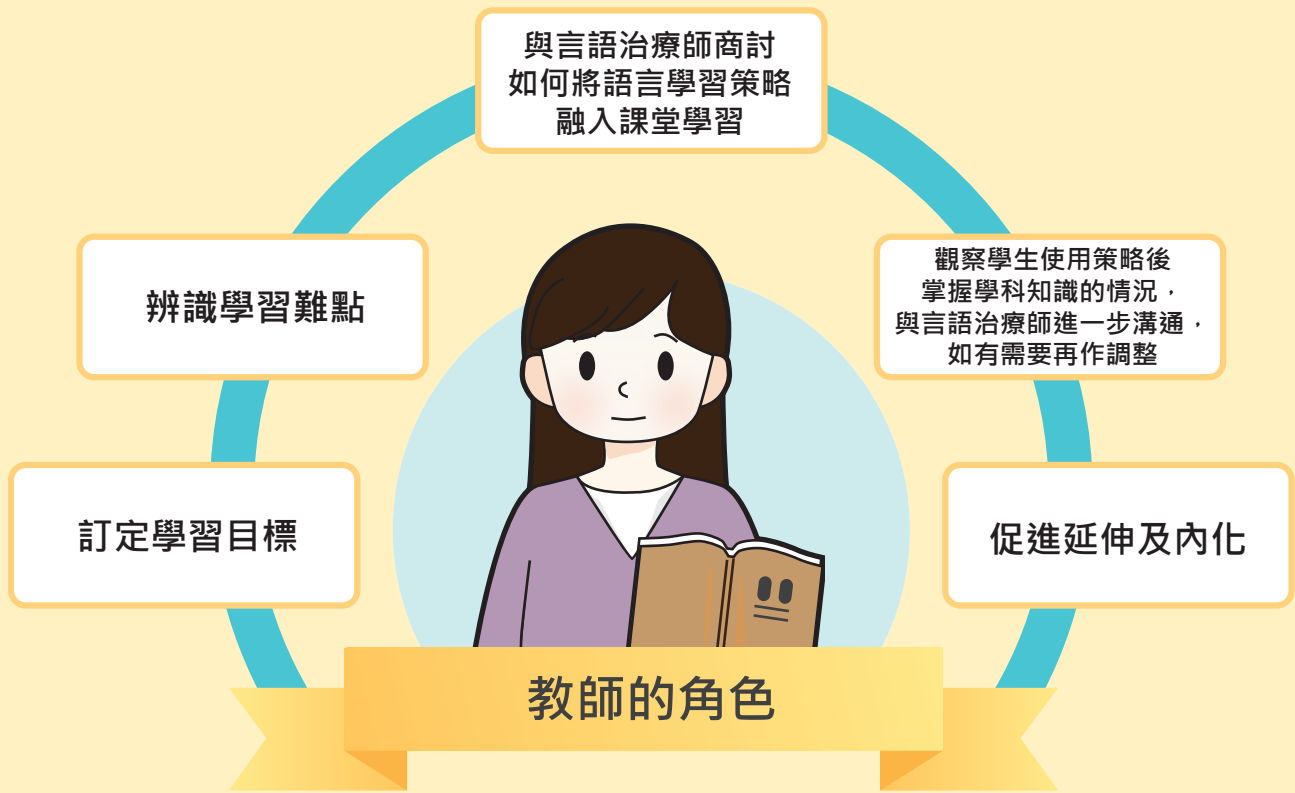 與言語治療師商討
如何將語言學習策略
融入課堂學習
辨識學習難點
觀察學生使用策略後
掌握學科知識的情況，
與言語治療師進一步溝通，
如有需要再作調整
訂定學習目標
促進延伸及內化
教師的角色